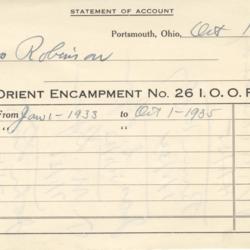 STATEMENT OF ACCOUNT
Portsmouth, Ohio, Oct 1
Robinson
ORIENT ENCAMPMENT No. 26 I. O. O. F
From Jan 1 - 1933 to Oct 1 - 1935
" "